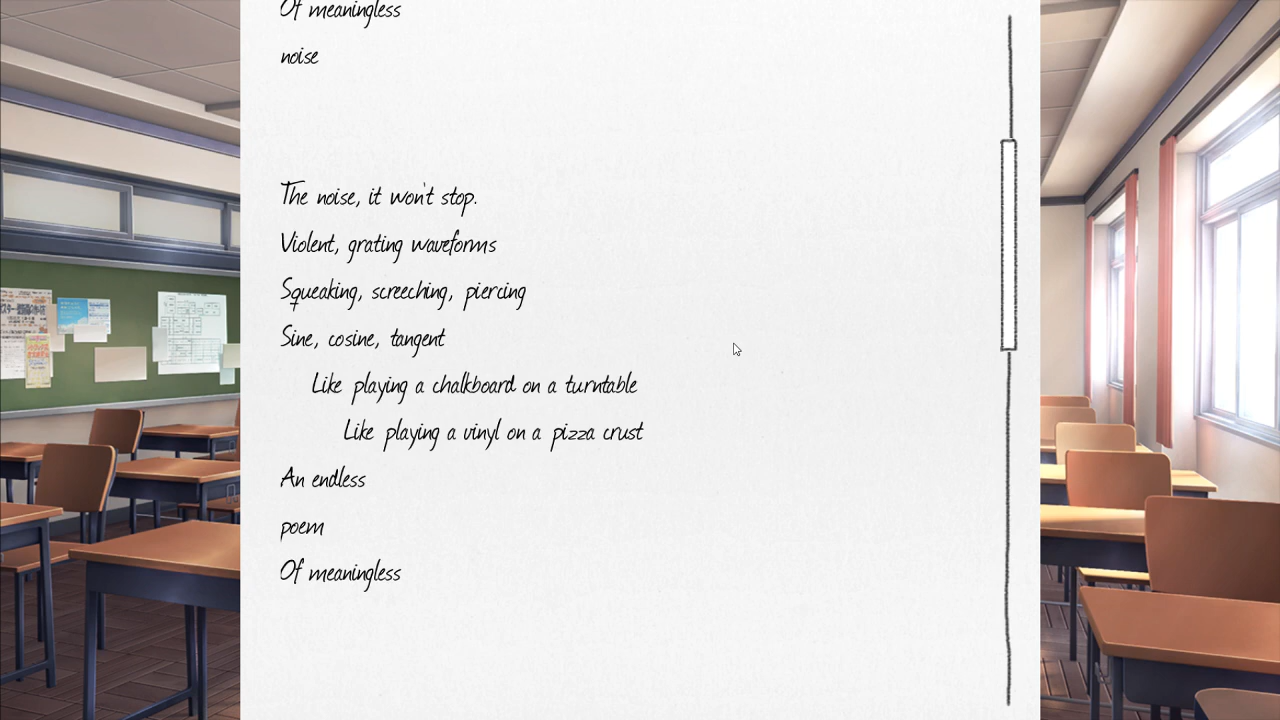 Of meaningless
noise
The noise, it won't stop.
Violent, grating waveforms
Squeaking, screeching, piercing
Sine, cosine, tangent
Like playing a chalkboard on a turntable
Like playing a vinyl on a pizza crust
An endless
poem
Of meaningless